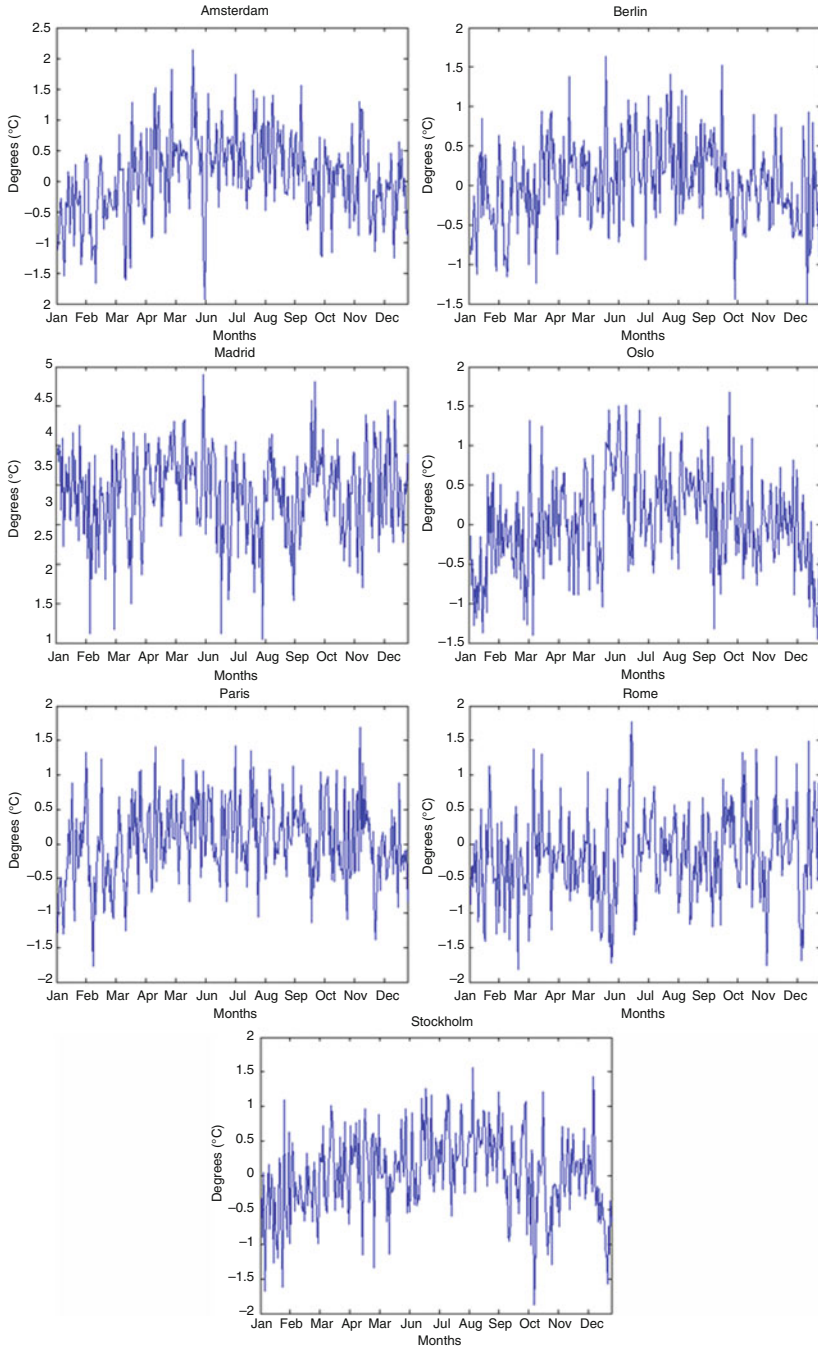 Amsterdam
Degrees (°C)
2.5
2
1.5
1
0.5
0
−0.5
−1
−1.5
2
Jan Feb Mar Apr Mar Jun Jul Aug Sep Oct Nov Dec
Months
Berlin
Degrees (°C)
2
1.5
1
0.5
0
−0.5
−1
−1.5
Jan Feb Mar Apr Mar Jun Jul Aug Sep Oct Nov Dec
Months
Madrid
Degrees (°C)
5
4.5
3.5
3
2.5
2
1.5
1
Jan Feb Mar Apr Mar Jun Jul Aug Sep Oct Nov Dec
Months
Oslo
Degrees (°C)
2
1.5
1
0.5
0
−0.5
−1
−1.5
Jan Feb Mar Apr Mar Jun Jul Aug Sep Oct Nov Dec
Months
Paris
Degrees (°C)
2
1.5
1
0.5
0
−0.5
−1
−1.5
−2
Jan Feb Mar Apr Mar Jun Jul Aug Sep Oct Nov Dec
Months
Rome
Degrees (°C)
2
1.5
1
0.5
0
−0.5
−1
−1.5
−2
Jan Feb Mar Apr Mar Jun Jul Aug Sep Oct Nov Dec
Months
Stockholm
Degrees (°C)
2
1.5
1
0.5
0
−0.5
−1
−1.5
−2
Jan Feb Mar Apr Mar Jun Jul Aug Sep Oct Nov Dec
Months